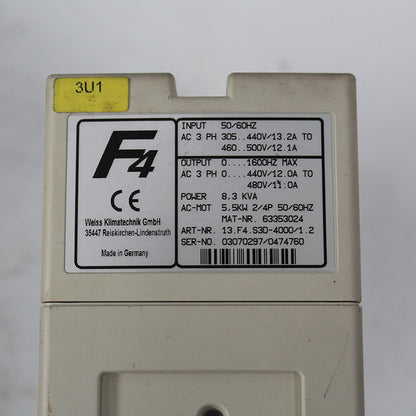 3U1
F4
CE
Weiss Klimatechnik GmbH
35447 Reiskirchen-Lindenstruth
Made in Germany
INPUT 50/60HZ
AC 3 PH 305..440V/13.2A TO
460..500V/12.1A
OUTPUT 0....1600HZ MAX
AC 3 PH 0....440V/12.0A TO
480V/11.0A
POWER 8.3 KVA
AC-MOT 5,5KW 2/4P 50/60HZ
MAT-NR. 63353024
ART-NR. 13.F4.S3D-4000/1.2
SER-NO. 03070297/0474760